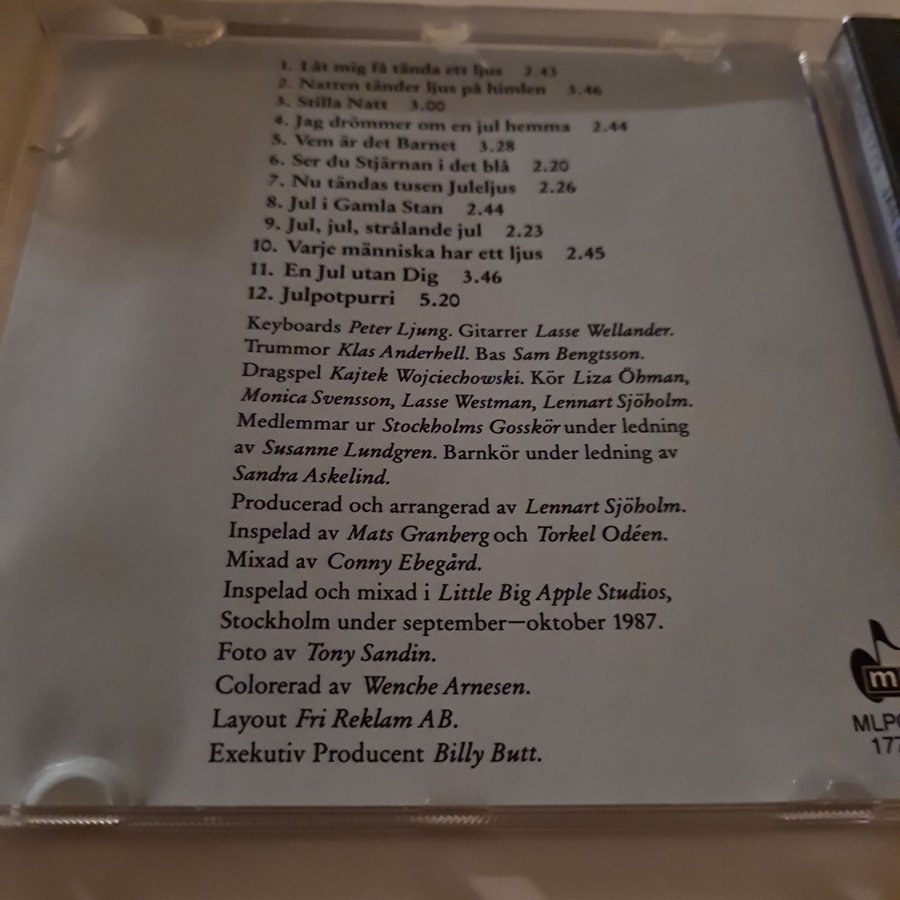 1. Låt mig få tända ett ljus 2.43
2. Natten tänder ljus på himlen 3.46
3. Stilla Natt 3.00
4. Jag drömmer om en jul hemma 2.44
5. Vem är det Barnet 3.28
6. Ser du Stjärnan i det blå 2.20
7. Nu tändas tusen Juleljus 2.26
8. Jul i Gamla Stan 2.44
9. Jul, jul, strålande jul 2.23
10. Varje människa har ett ljus 2.45
11. En Jul utan Dig 3.46
12. Julpotpurri 5.20
Keyboards Peter Ljung. Gitarrer Lasse Wellander.
Trummor Klas Anderhell. Bas Sam Bengtsson.
Dragspel Kajtek Wojciechowski. Kör Liza Öhman,
Monica Svensson, Lasse Westman, Lennart Sjöholm.
Medlemmar ur Stockholms Gosskör under ledning
av Susanne Lundgren. Barnkör under ledning av
Sandra Askelind.
Producerad och arrangerad av Lennart Sjöholm.
Inspelad av Mats Granberg och Torkel Odéen.
Mixad av Conny Ebegård.
Inspelad och mixad i Little Big Apple Studios,
Stockholm under september—oktober 1987.
Foto av Tony Sandin.
Colorerad av Wenche Arnesen.
Layout Fri Reklam AB.
Exekutiv Producent Billy Butt.
m